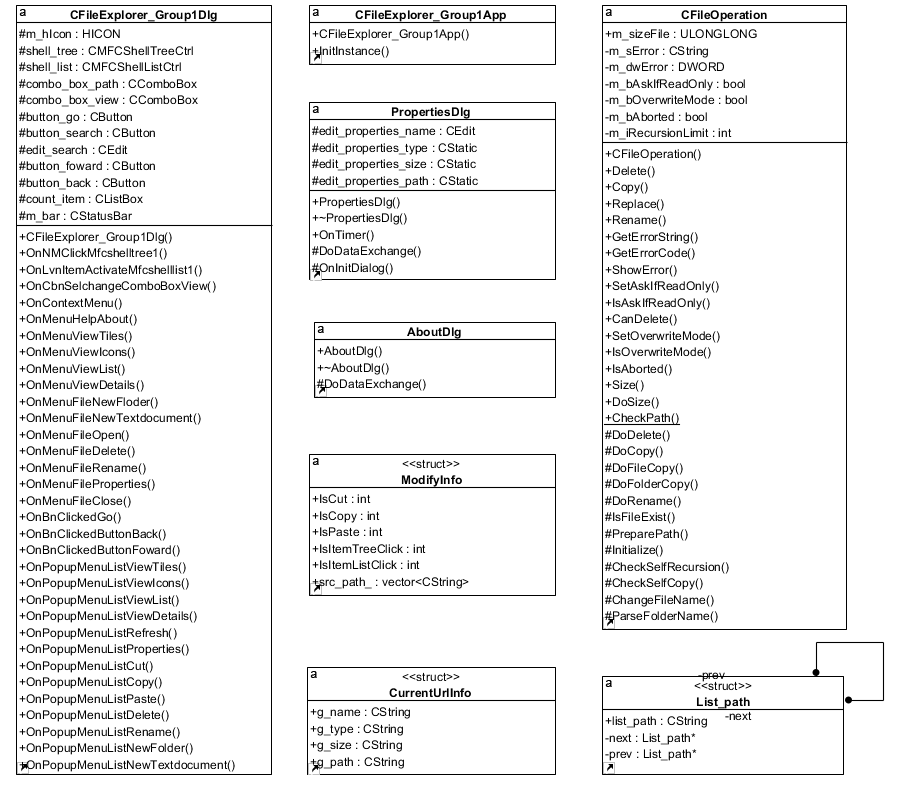 a
CFileExplorer_Group1Dlg
#m_hIcon : HICON
#shell_tree : CMFCShellTreeCtrl
#shell_list : CMFCShellListCtrl
#combo_box_path : CComboBox
#combo_box_view : CComboBox
#button_go : CButton
#button_search : CButton
#edit_search : CEdit
#button_foward : CButton
#button_back : CButton
#count_item : CListBox
#m_bar : CStatusBar
+CFileExplorer_Group1Dlg()
+OnNMClickMfcshelltree1()
+OnLvnItemActivateMfcshelllist1()
+OnCbnSelchangeComboBoxView()
+OnContextMenu()
+OnMenuHelpAbout()
+OnMenuViewTiles()
+OnMenuViewIcons()
+OnMenuViewList()
+OnMenuViewDetails()
+OnMenuFileNewFloder()
+OnMenuFileNewTextdocument()
+OnMenuFileOpen()
+OnMenuFileDelete()
+OnMenuFileRename()
+OnMenuFileProperties()
+OnMenuFileClose()
+OnBnClickedGo()
+OnBnClickedButtonBack()
+OnBnClickedButtonFoward()
+OnPopupMenuListViewTiles()
+OnPopupMenuListViewIcons()
+OnPopupMenuListViewList()
+OnPopupMenuListViewDetails()
+OnPopupMenuListRefresh()
+OnPopupMenuListProperties()
+OnPopupMenuListCut()
+OnPopupMenuListCopy()
+OnPopupMenuListPaste()
+OnPopupMenuListDelete()
+OnPopupMenuListRename()
+OnPopupMenuListNewFolder()
+OnPopupMenuListNewTextdocument()
a
CFileExplorer_Group1App
+CFileExplorer_Group1App()
+InitInstance()
a
PropertiesDlg
#edit_properties_name : CEdit
#edit_properties_type : CStatic
#edit_properties_size : CStatic
#edit_properties_path : CStatic
+PropertiesDlg()
+~PropertiesDlg()
+OnTimer()
#DoDataExchange()
#OnInitDialog()
a
AboutDlg
+AboutDlg()
+~AboutDlg()
#DoDataExchange()
a
<<struct>>
ModifyInfo
+IsCut : int
+IsCopy : int
+IsPaste : int
+IsItemTreeClick : int
+IsItemListClick : int
+src_path_ : vector<CString>
a
<<struct>>
CurrentUrlInfo
+g_name : CString
+g_type : CString
+g_size : CString
+g_path : CString
a
CFileOperation
+m_sizeFile : ULONGLONG
-m_sError : CString
-m_dwError : DWORD
-m_bAskIfReadOnly : bool
-m_bOverwriteMode : bool
-m_bAborted : bool
-m_iRecursionLimit : int
+CFileOperation()
+Delete()
+Copy()
+Replace()
+Rename()
+GetErrorString()
+GetErrorCode()
+ShowError()
+SetAskIfReadOnly()
+IsAskIfReadOnly()
+CanDelete()
+SetOverwriteMode()
+IsOverwriteMode()
+IsAborted()
+Size()
+DoSize()
+CheckPath()
#DoDelete()
#DoCopy()
#DoFileCopy()
#DoFolderCopy()
#DoRename()
#IsFileExist()
#PreparePath()
#Initialize()
#CheckSelfRecursion()
#CheckSelfCopy()
#ChangeFileName()
#ParseFolderName()
-prev
a
<<struct>>
List_path
-next
+list_path : CString
-next : List_path*
-prev : List_path*